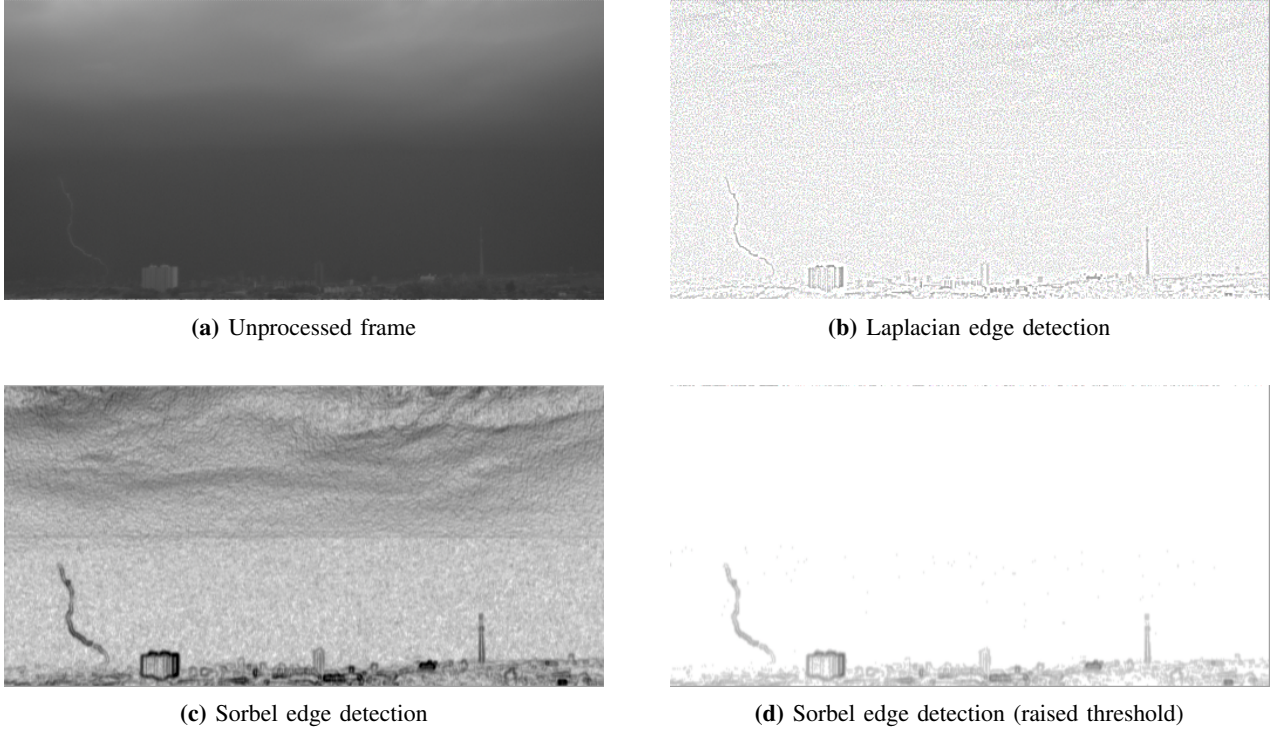 (a) Unprocessed frame
(b) Laplacian edge detection
(c) Sorbel edge detection
(d) Sorbel edge detection (raised threshold)